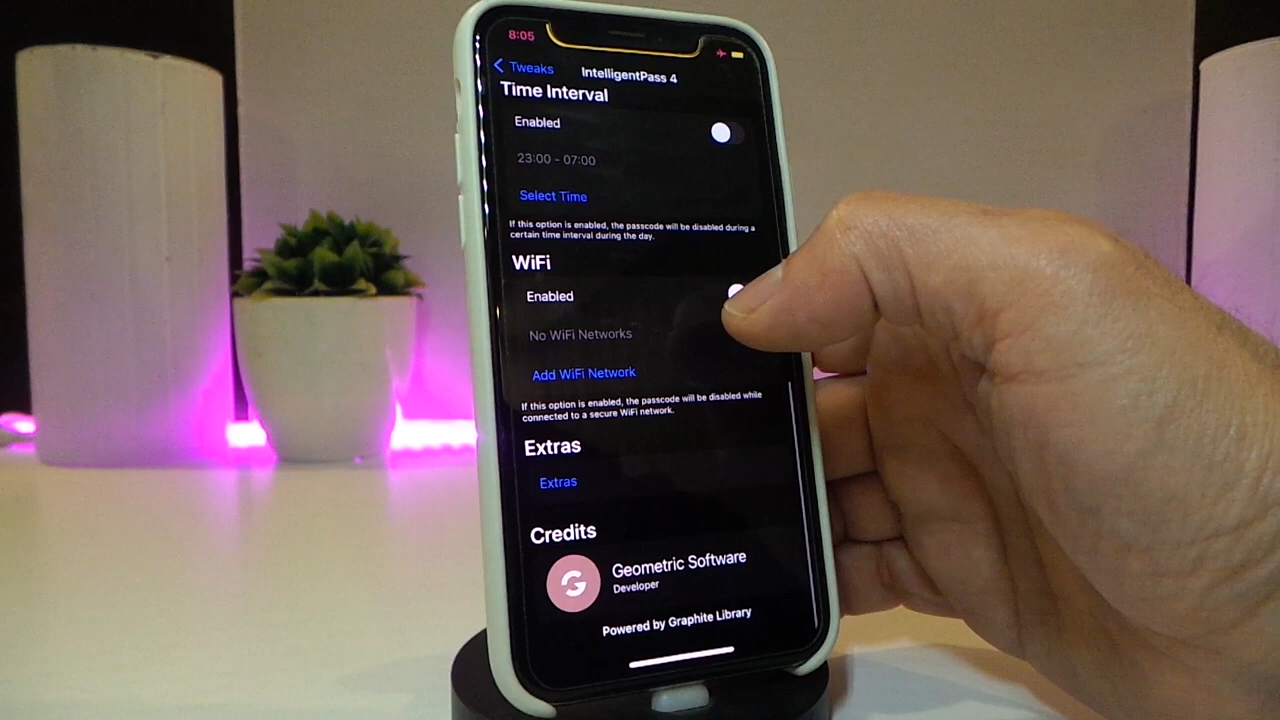 8:05
Tweaks
IntelligentPass 4
Time Interval
Enabled
23:00 - 07:00
Select Time
If this option is enabled, the passcode will be disabled during a
certain time interval during the day.
WiFi
Enabled
No WiFi Networks
Add WiFi Network
If this option is enabled, the passcode will be disabled while
connected to a secure WiFi network.
Extras
Extras
Credits
G
Geometric Software
Developer
Powered by Graphite Library